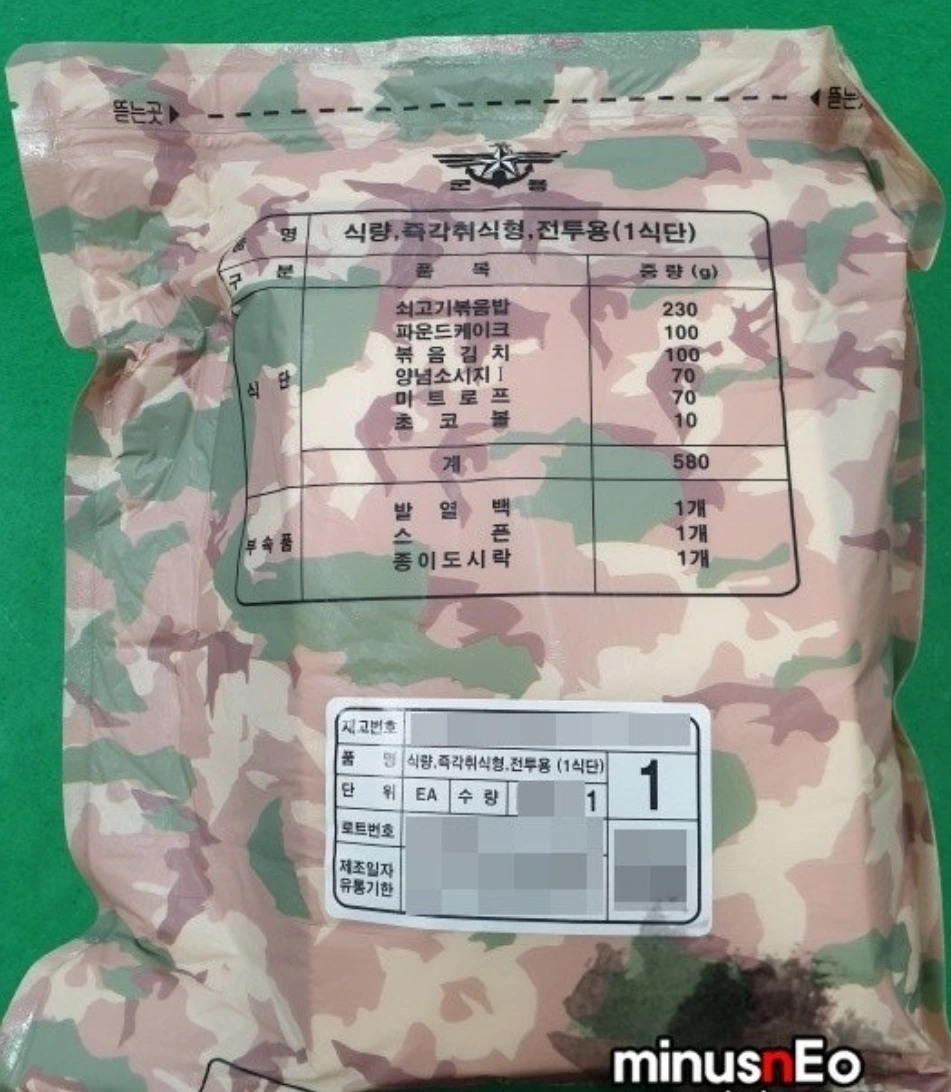 뜯는곳 뜯는
군 용
품 명 식량,즉각취식형,전투용(1식단)
구 분 품 목 중량 (g)
식 단
쇠고기볶음밥 230
파운드케이크 100
볶음김치 100
양념소시지Ⅰ 70
미트로프 70
초코볼 10
계 580
부속품
발열백 1개
스푼 1개
종이도시락 1개
재고번호
품 명 식량,즉각취식형,전투용 (1식단) 1
단 위 EA 수 량 1
로트번호
제조일자
유통기한
minusnEo